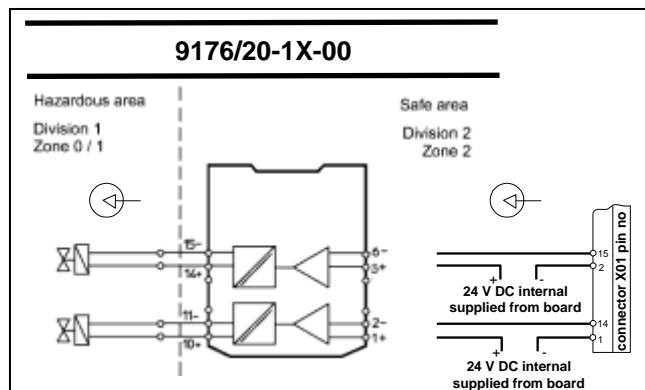 9176/20-1X-00
Hazardous area
Division 1
Zone 0 / 1
Safe area
Division 2
Zone 2
15-
14+
11-
10+
6-
5+
2-
1+
+ -
24 V DC internal
supplied from board
+ -
24 V DC internal
supplied from board
15
2
14
1
connector X01 pin no